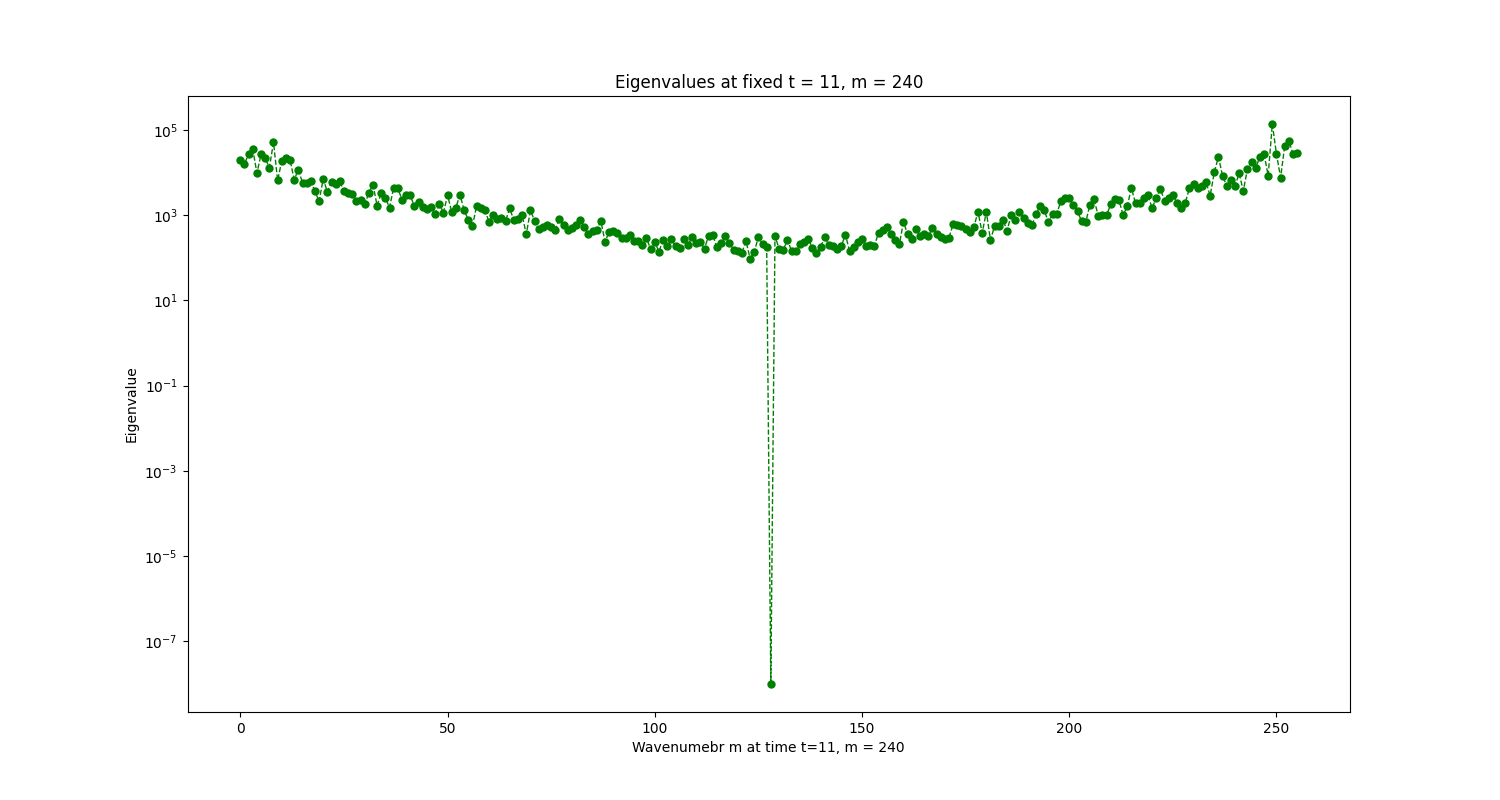 Eigenvalues at fixed t = 11, m = 240
10^5
10^3
10^1
10^-1
10^-3
10^-5
10^-7
Eigenvalue
0 50 100 150 200 250
Wavenumebr m at time t=11, m = 240